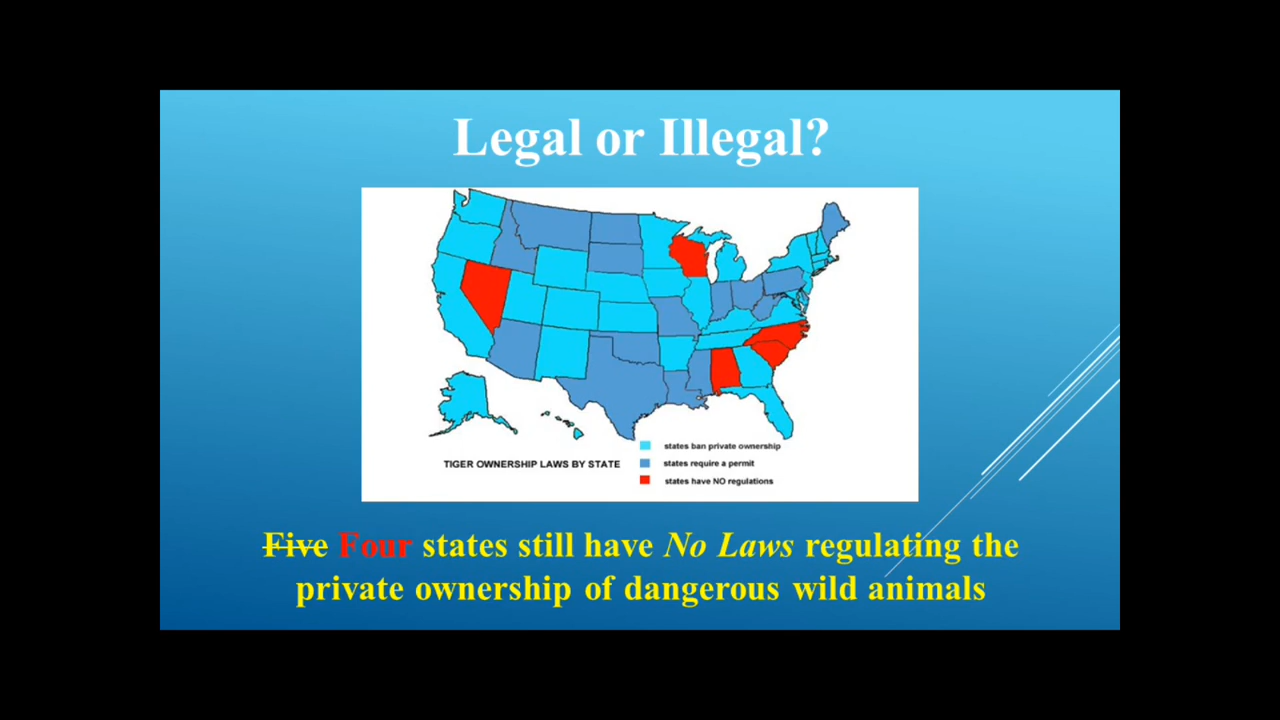 Legal or Illegal?
states ban private ownership
TIGER OWNERSHIP LAWS BY STATE
states require a permit
states have NO regulations
Five Four states still have No Laws regulating the
private ownership of dangerous wild animals